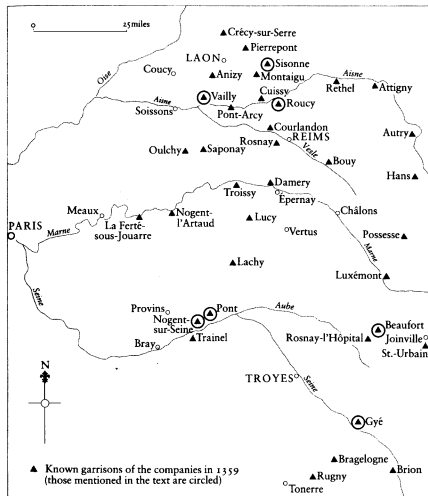 25 miles
Crécy-sur-Serre
Pierrepont
LAON
Sisonne
Oise
Coucy
Anizy
Montaigu
Aisne
Vailly
Cuissy
Rethel
Attigny
Aisne
Roucy
Soissons
Pont-Arcy
Courlandon
Autry
REIMS
Rosnay
Vesle
Oulchy
Saponay
Bouy
Hans
Damery
Troissy
Épernay
Meaux
Nogent-
l'Artaud
Lucy
Châlons
PARIS
La Ferté-
sous-Jouarre
Marne
Vertus
Possesse
Marne
Lachy
Luxémont
Seine
Provins
Pont
Aube
Nogent-
sur-Seine
Beaufort
Bray
Trainel
Rosnay-l'Hôpital
Joinville
St.-Urbain
N
TROYES
Seine
Gyé
▲ Known garrisons of the companies in 1359
(those mentioned in the text are circled)
Bragelogne
Rugny
Brion
Tonerre